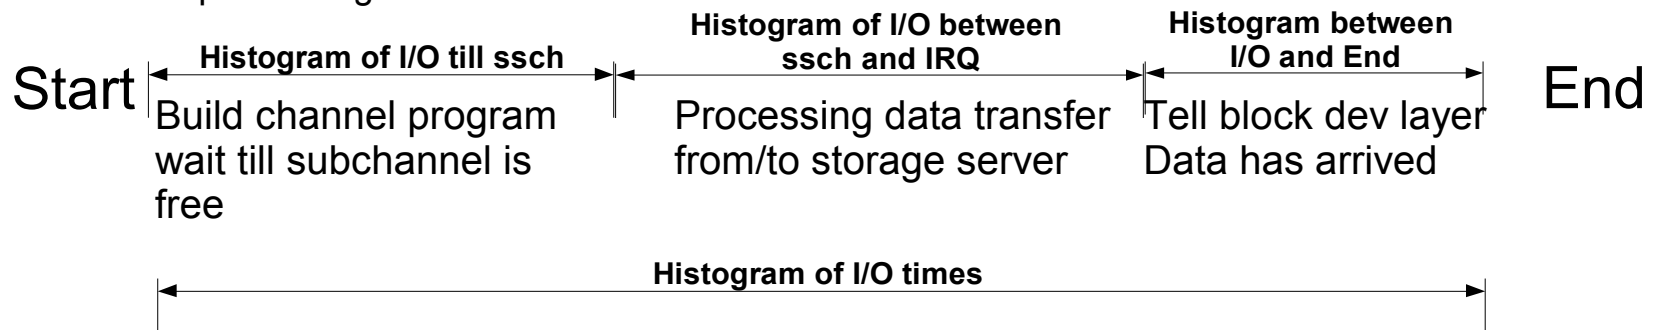 Histogram of I/O between
ssch and IRQ
Histogram between
I/O and End
Histogram of I/O till ssch
Start
End
Build channel program
wait till subchannel is
free
Processing data transfer
from/to storage server
Tell block dev layer
Data has arrived
Histogram of I/O times